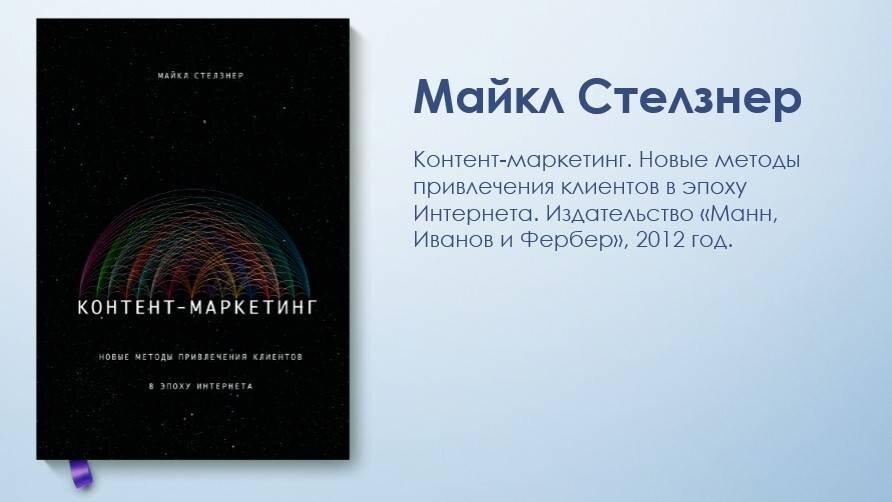 МАЙКЛ СТЕЛЗНЕР
КОНТЕНТ-МАРКЕТИНГ
НОВЫЕ МЕТОДЫ ПРИВЛЕЧЕНИЯ КЛИЕНТОВ
В ЭПОХУ ИНТЕРНЕТА
Майкл Стелзнер
Контент-маркетинг. Новые методы
привлечения клиентов в эпоху
Интернета. Издательство «Манн,
Иванов и Фербер», 2012 год.